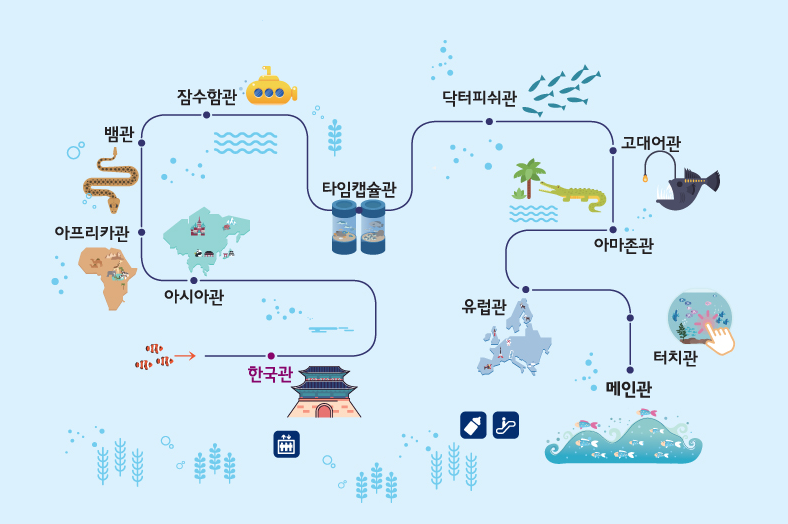 잠수함관
닥터피쉬관
뱀관
고대어관
타임캡슐관
아프리카관
아마존관
아시아관
유럽관
터치관
한국관
메인관